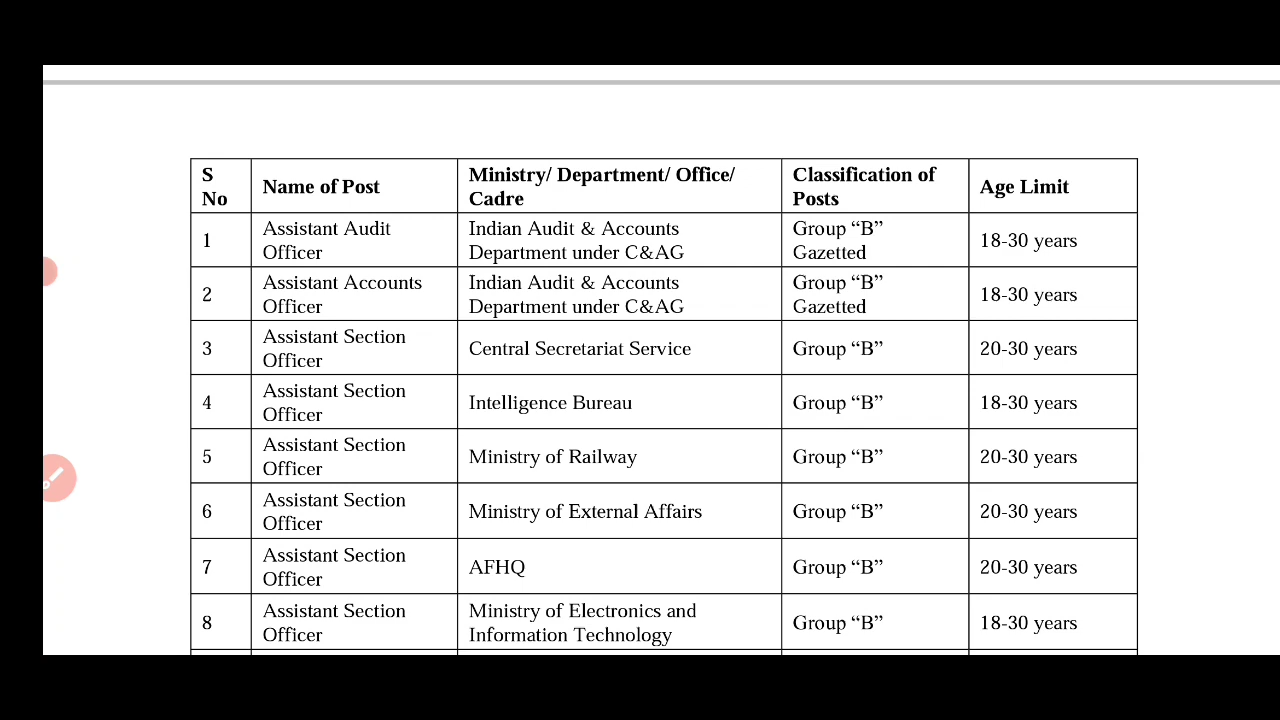 S No	Name of Post	Ministry/ Department/ Office/ Cadre	Classification of Posts	Age Limit
1	Assistant Audit Officer	Indian Audit & Accounts Department under C&AG	Group “B” Gazetted	18-30 years
2	Assistant Accounts Officer	Indian Audit & Accounts Department under C&AG	Group “B” Gazetted	18-30 years
3	Assistant Section Officer	Central Secretariat Service	Group “B”	20-30 years
4	Assistant Section Officer	Intelligence Bureau	Group “B”	18-30 years
5	Assistant Section Officer	Ministry of Railway	Group “B”	20-30 years
6	Assistant Section Officer	Ministry of External Affairs	Group “B”	20-30 years
7	Assistant Section Officer	AFHQ	Group “B”	20-30 years
8	Assistant Section Officer	Ministry of Electronics and Information Technology	Group “B”	18-30 years